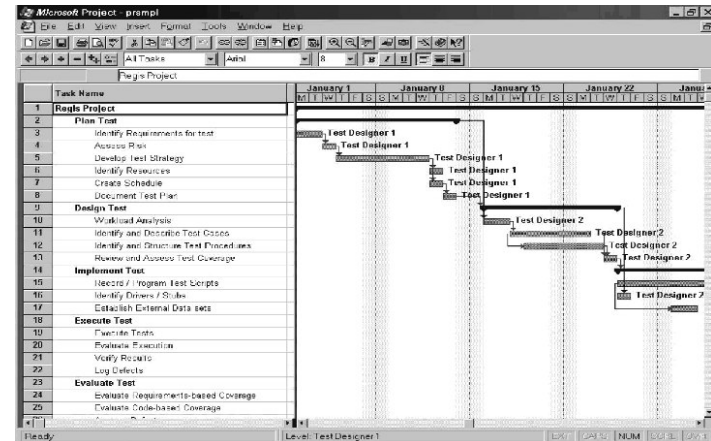 Microsoft Project - prempl
File Edit View Insert Format Tools Window Help
All Tasks Arial 8 B I U
Regis Project
Task Name
January 1 January 8 January 15 January 22
M T W T F S S M T W T F S S M T W T F S S M T W T F S S M T
1 Regis Project
2 Plan Test
3 Identify Requirements for test Test Designer 1
4 Assess Risk Test Designer 1
5 Develop Test Strategy Test Designer 1
6 Identify Resources Test Designer 1
7 Create Schedule Test Designer 1
8 Document Test Plan Test Designer 1
9 Design Test
10 Workload Analysis Test Designer 2
11 Identify and Describe Test Cases Test Designer 2
12 Identify and Structure Test Procedures Test Designer 2
13 Review and Assess Test Coverage Test Designer 2
14 Implement Test
15 Record / Program Test Scripts
16 Identify Drivers / Stubs Test Designer 2
17 Establish External Data sets
18 Execute Test
19 Execute Tests
20 Evaluate Execution
21 Verify Results
22 Log Defects
23 Evaluate Test
24 Evaluate Requirements-based Coverage
25 Evaluate Code-based Coverage
Ready Level: Test Designer 1 EXT CAPS NUM SCRL OVR